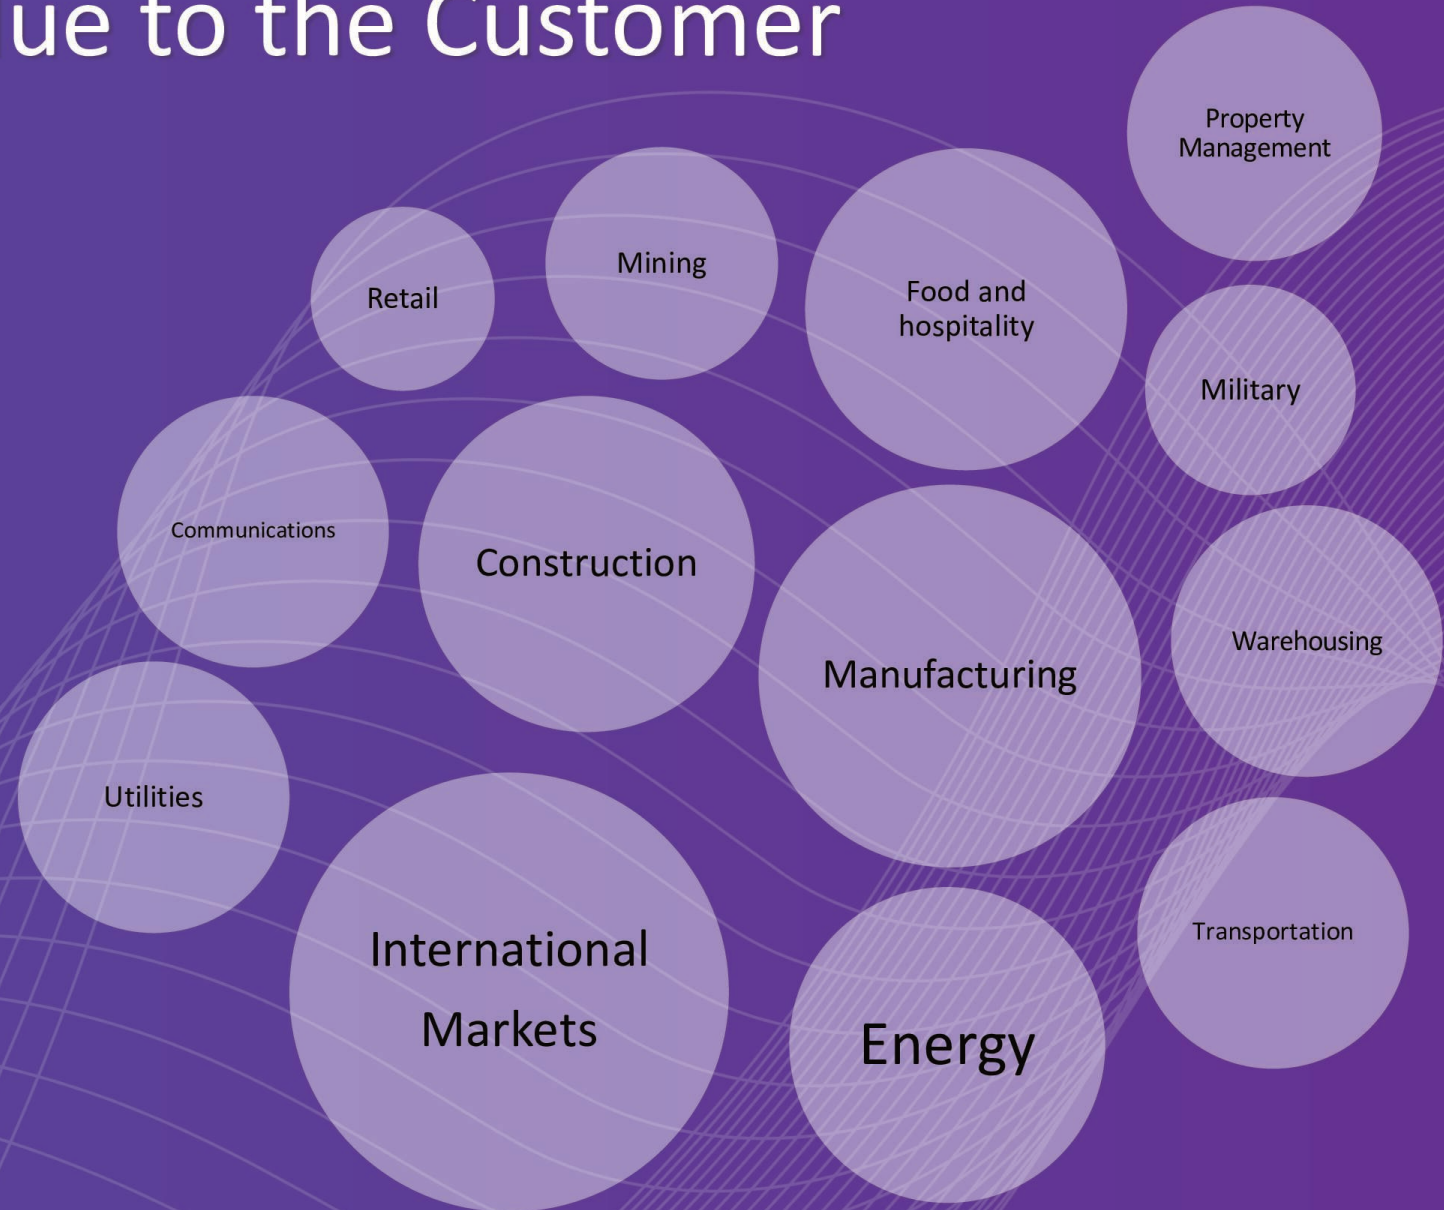 ue to the Customer
Property
Management
Mining
Retail
Food and
hospitality
Military
Communications
Construction
Warehousing
Manufacturing
Utilities
International
Markets
Transportation
Energy